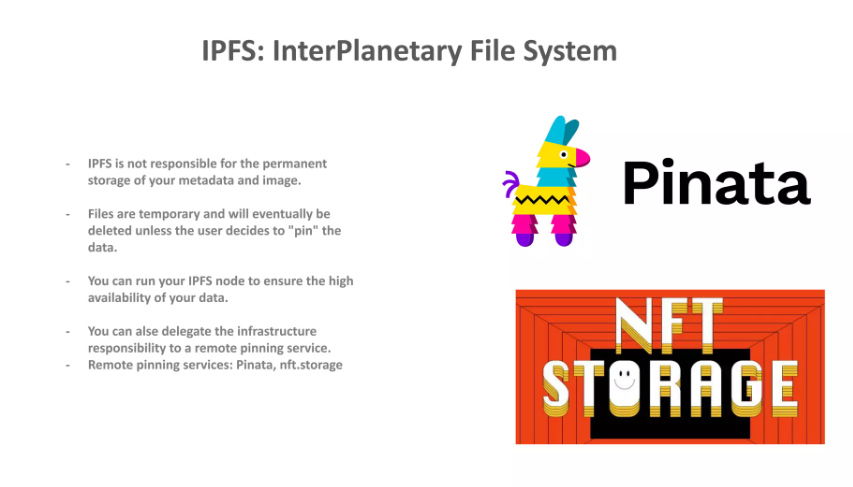 IPFS: InterPlanetary File System
- IPFS is not responsible for the permanent
storage of your metadata and image.
- Files are temporary and will eventually be
deleted unless the user decides to "pin" the
data.
- You can run your IPFS node to ensure the high
availability of your data.
- You can alse delegate the infrastructure
responsibility to a remote pinning service.
- Remote pinning services: Pinata, nft.storage
Pinata
NFT
STORAGE